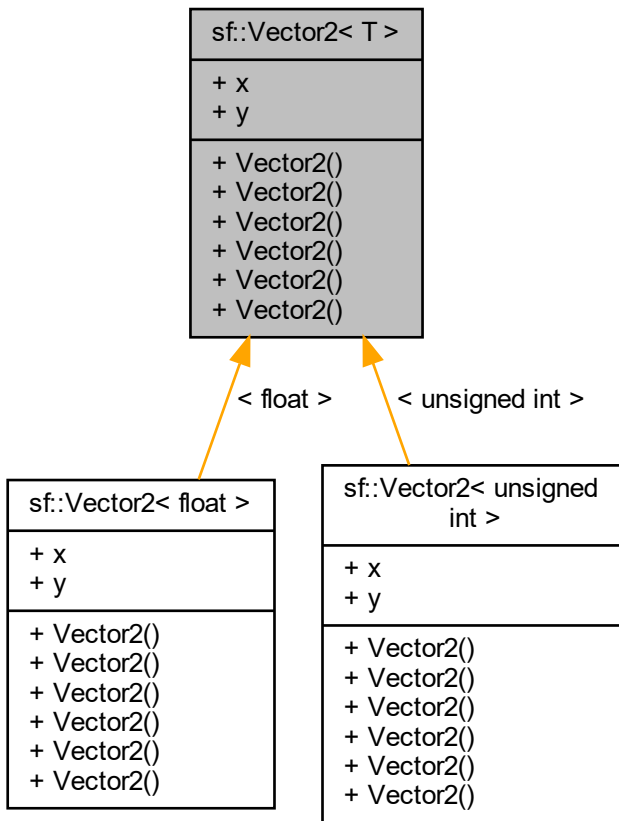 sf::Vector2< T >
+ x
+ y
+ Vector2()
+ Vector2()
+ Vector2()
+ Vector2()
+ Vector2()
+ Vector2()
< float >
< unsigned int >
sf::Vector2< float >
+ x
+ y
+ Vector2()
+ Vector2()
+ Vector2()
+ Vector2()
+ Vector2()
+ Vector2()
sf::Vector2< unsigned
int >
+ x
+ y
+ Vector2()
+ Vector2()
+ Vector2()
+ Vector2()
+ Vector2()
+ Vector2()